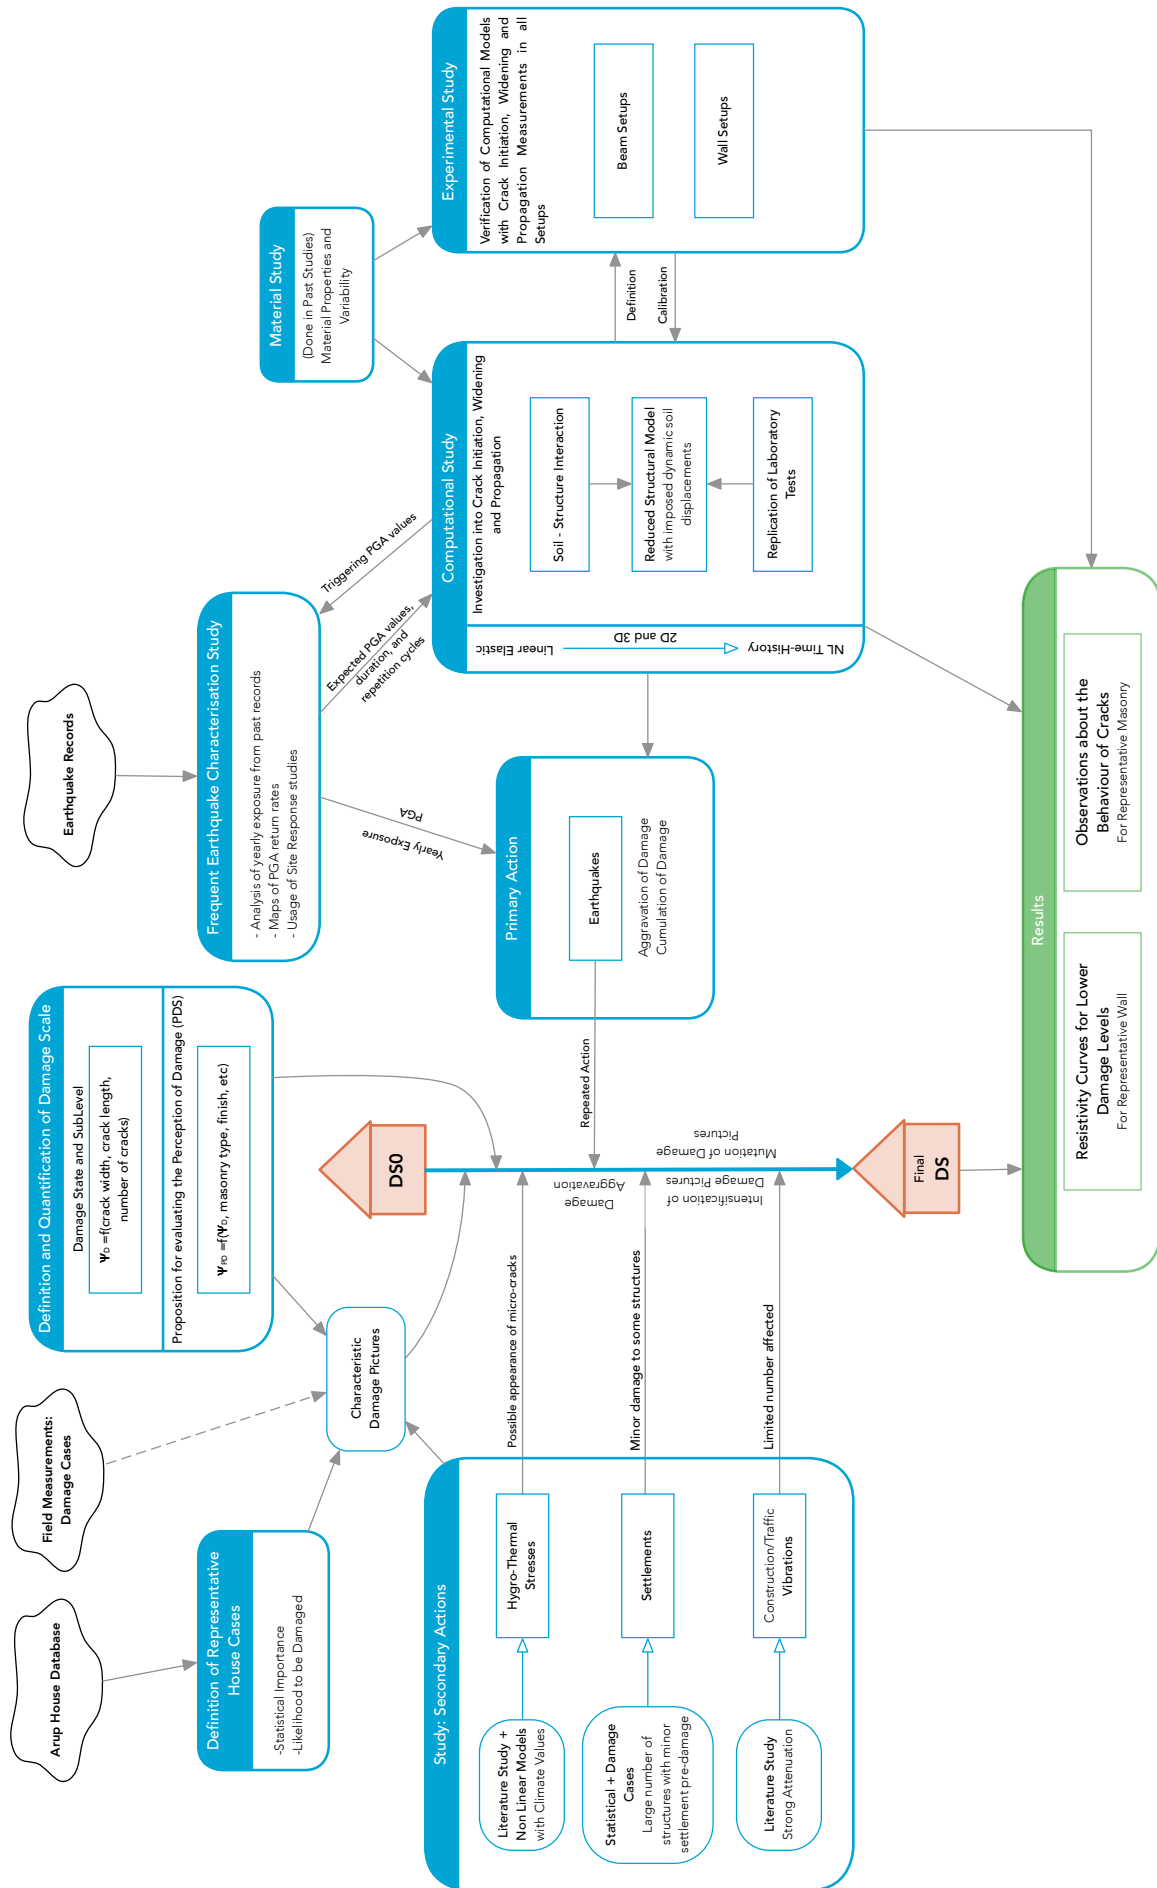 Arup House Database
Field Measurements:
Damage Cases
Earthquake Records
Definition of Representative
House Cases
-Statistical Importance
-Likelihood to be Damaged
Definition and Quantification of Damage Scale
Damage State and SubLevel
ΨD =f(crack width, crack length,
number of cracks)
Proposition for evaluating the Perception of Damage (PDS)
ΨPD =f(ΨD, masonry type, finish, etc)
Frequent Earthquake Characterisation Study
- Analysis of yearly exposure from past records
- Maps of PGA return rates
- Usage of Site Response studies
Material Study
(Done in Past Studies)
Material Properties and
Variability
Characteristic
Damage Pictures
Triggering PGA values
Expected PGA values,
duration, and
repetition cycles
PGA
Yearly Exposure
Study: Secondary Actions
Literature Study +
Non Linear Models
with Climate Values
Hygro-Thermal
Stresses
Possible appearance of micro-cracks
Statistical + Damage
Cases
Large number of
structures with minor
settlement pre-damage
Settlements
Minor damage to some structures
Literature Study
Strong Attenuation
Construction/Traffic
Vibrations
Limited number affected
DS0
Damage
Aggravation
Intensification of
Damage Pictures
Mutation of Damage
Pictures
Repeated Action
Final
DS
Primary Action
Earthquakes
Aggravation of Damage
Cumulation of Damage
Computational Study
Investigation into Crack Initiation, Widening
and Propagation
Linear Elastic
2D and 3D
NL Time-History
Soil - Structure Interaction
Reduced Structural Model
with imposed dynamic soil
displacements
Replication of Laboratory
Tests
Definition
Calibration
Experimental Study
Verification of Computational Models
with Crack Initiation, Widening and
Propagation Measurements in all
Setups
Beam Setups
Wall Setups
Results
Resistivity Curves for Lower
Damage Levels
For Representative Wall
Observations about the
Behaviour of Cracks
For Representative Masonry